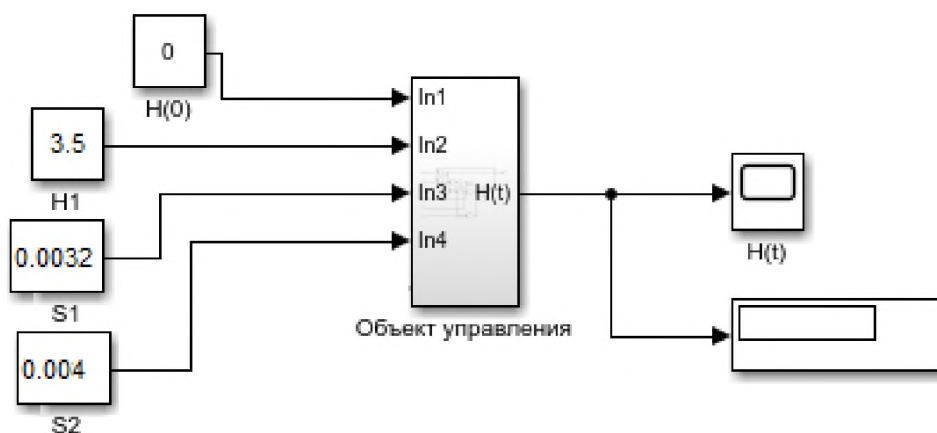 0
H(0)
3.5
H1
0.0032
S1
0.004
S2
In1
In2
In3
In4
H(t)
Объект управления
H(t)